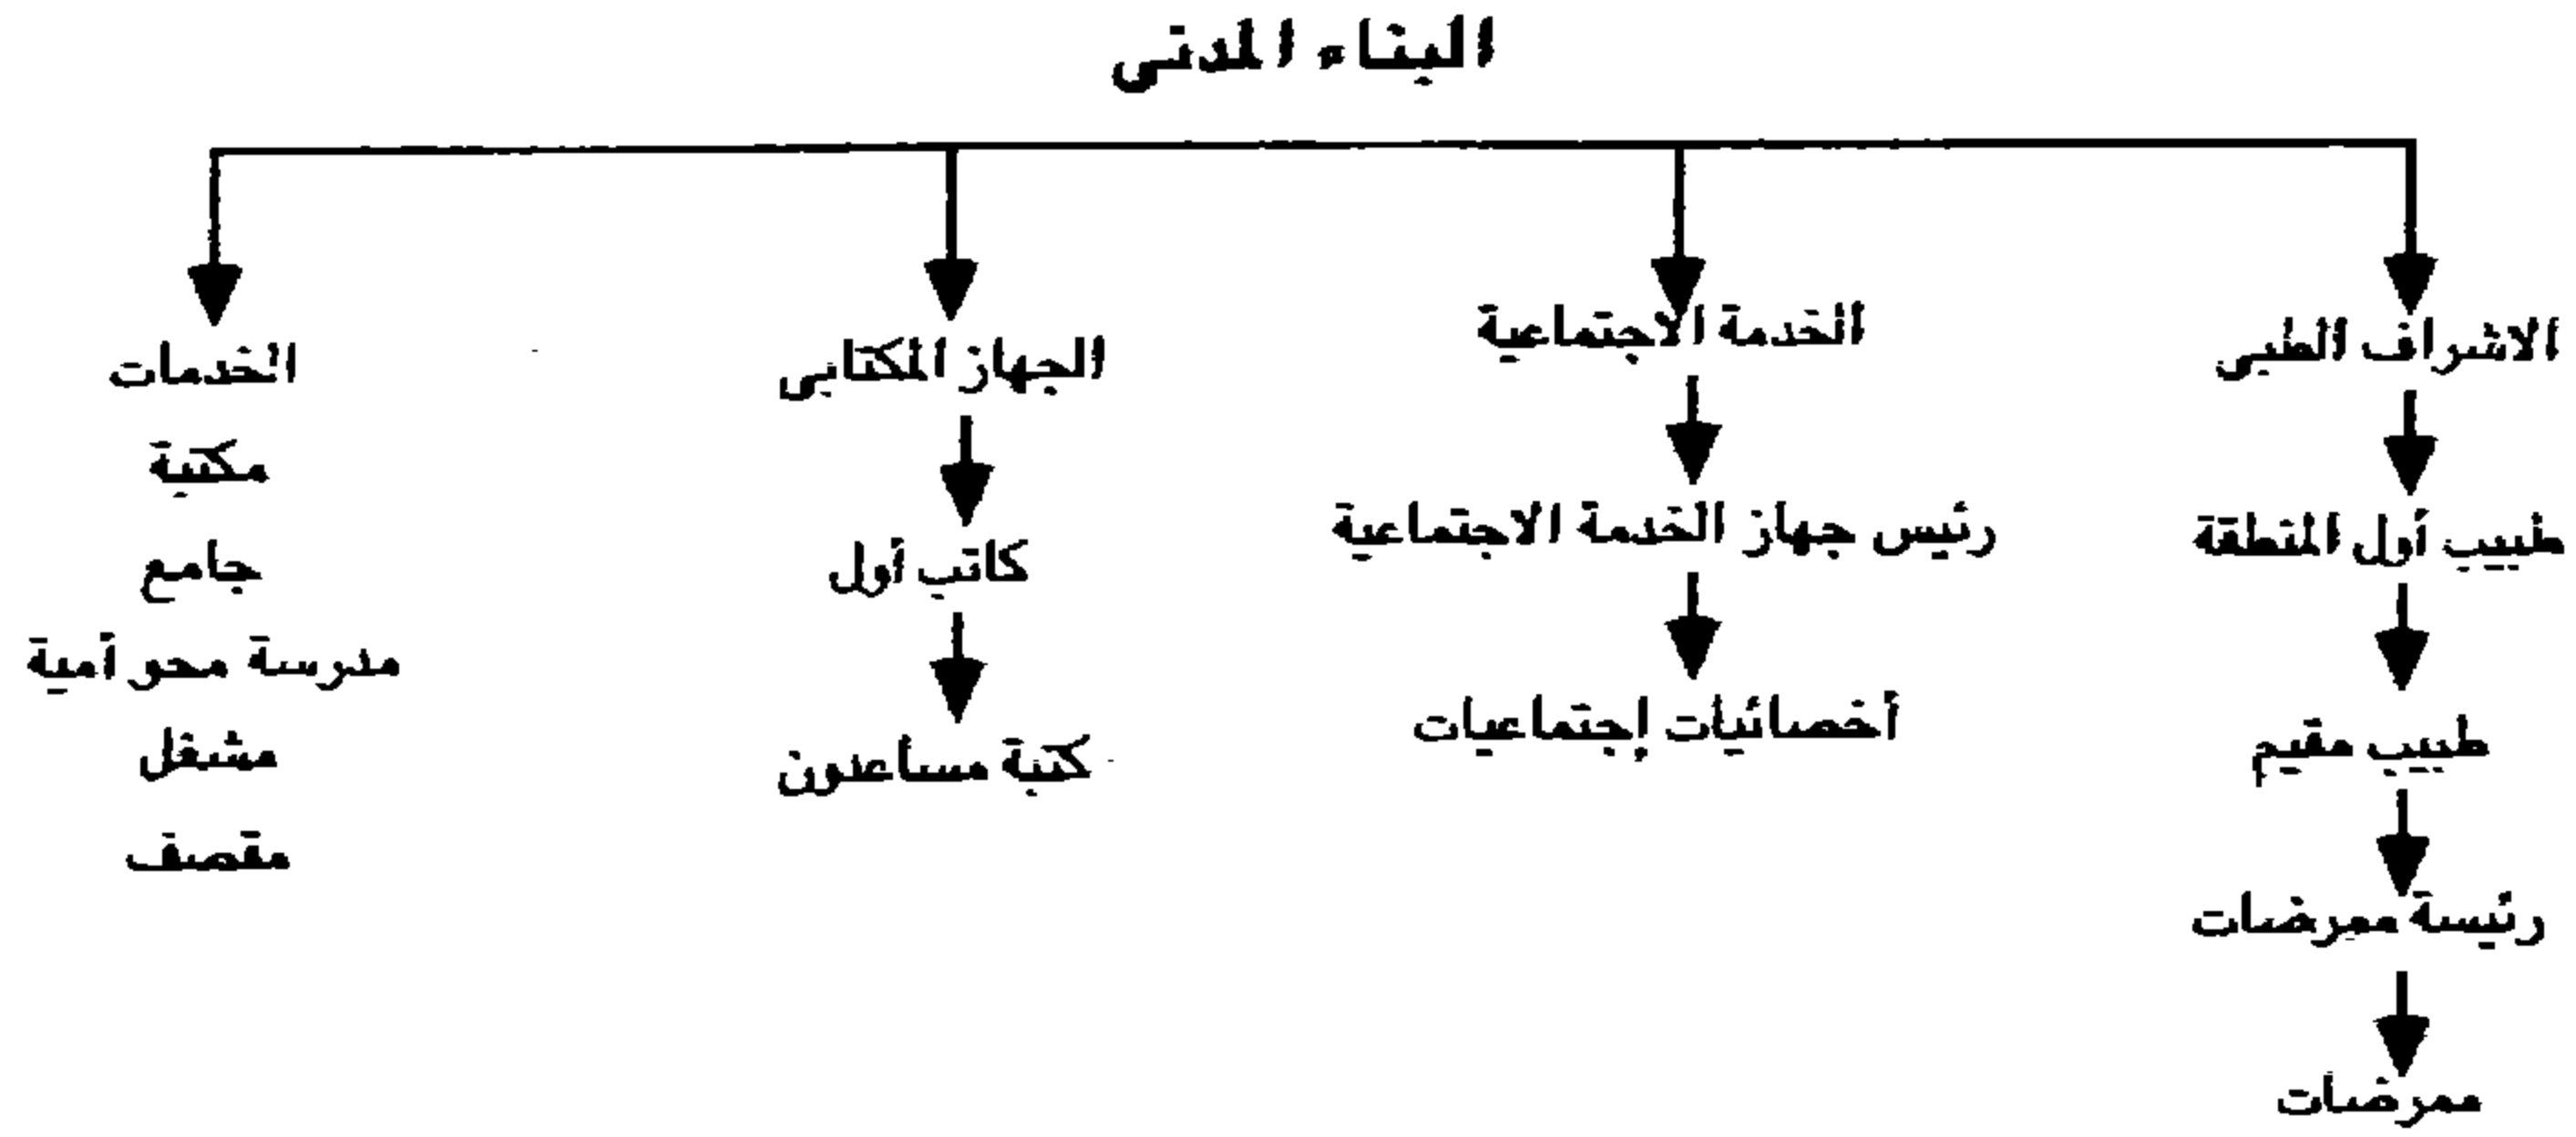 البناء المدنى
الاشراف الطبى
طبيب أول المنطقة
طبيب مقيم
رئيسة ممرضات
ممرضات
الخدمة الاجتماعية
رئيس جهاز الخدمة الاجتماعية
أخصائيات إجتماعيات
الجهاز المكتابى
كاتب أول
كتبة مساعدون
الخدمات
مكتبة
جامع
مدرسة محو أمية
مشغل
مقصف